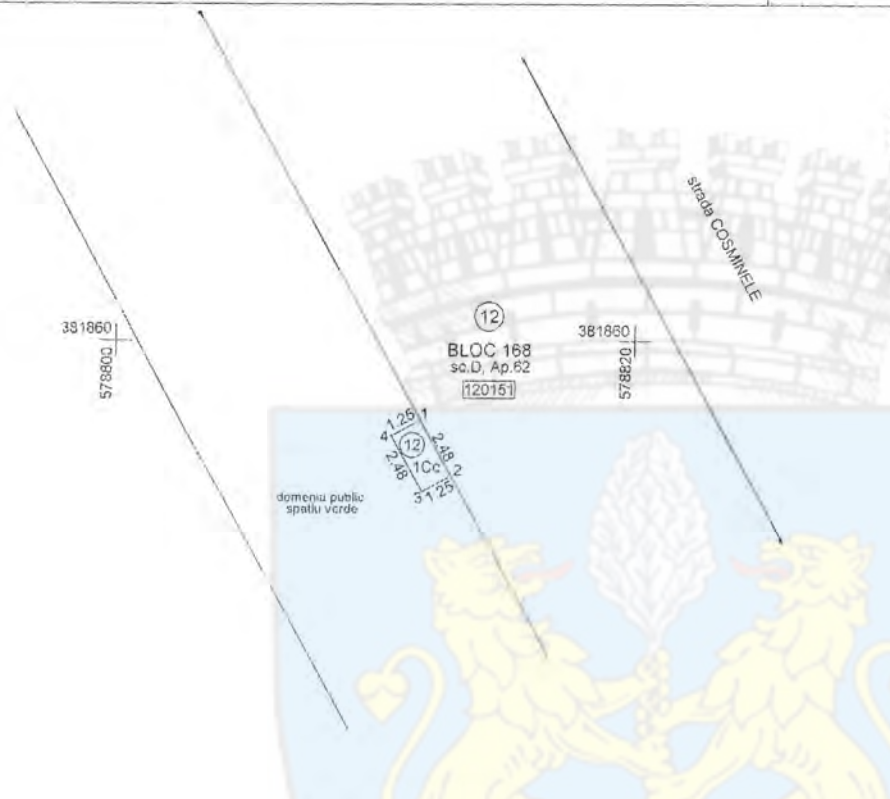 strada COSMINELE
12
BLOC 168
sc.D, Ap.62
120151
381860
578800
381860
578820
1.25 1
4
12
2.48
2.48
1Cc 2
3 1.25
domeniu public
spatiu verde